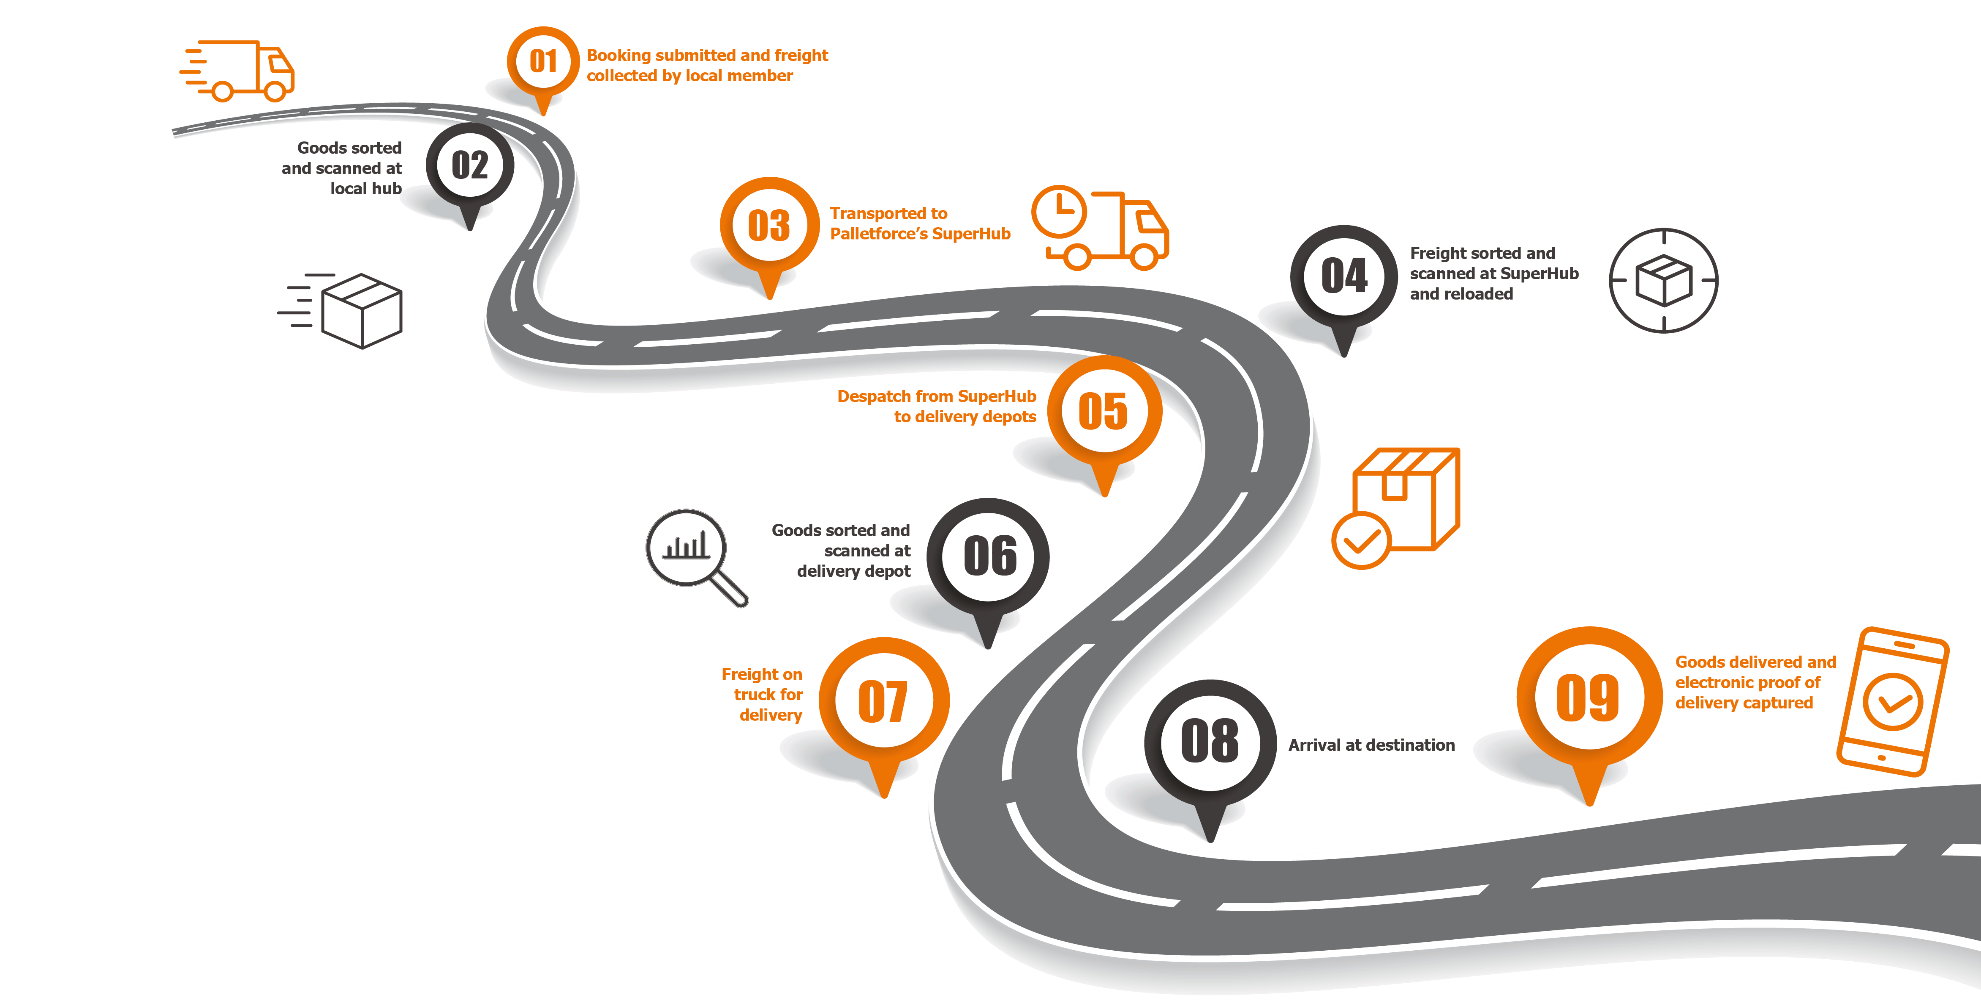 01
Booking submitted and freight
collected by local member
02
Goods sorted
and scanned at
local hub
03
Transported to
Palletforce’s SuperHub
04
Freight sorted and
scanned at SuperHub
and reloaded
05
Despatch from SuperHub
to delivery depots
06
Goods sorted and
scanned at
delivery depot
07
Freight on
truck for
delivery
08
Arrival at destination
09
Goods delivered and
electronic proof of
delivery captured